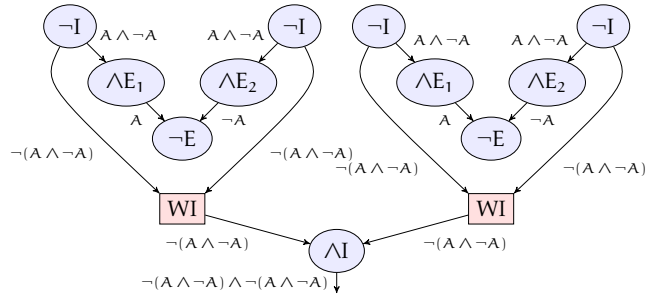 ¬I ¬I ¬I ¬I
A ∧ ¬A A ∧ ¬A A ∧ ¬A A ∧ ¬A
∧E₁ ∧E₂ ∧E₁ ∧E₂
A ¬A A ¬A
¬E ¬E
¬(A ∧ ¬A) ¬(A ∧ ¬A) ¬(A ∧ ¬A) ¬(A ∧ ¬A)
WI WI
¬(A ∧ ¬A) ¬(A ∧ ¬A)
∧I
¬(A ∧ ¬A) ∧ ¬(A ∧ ¬A)